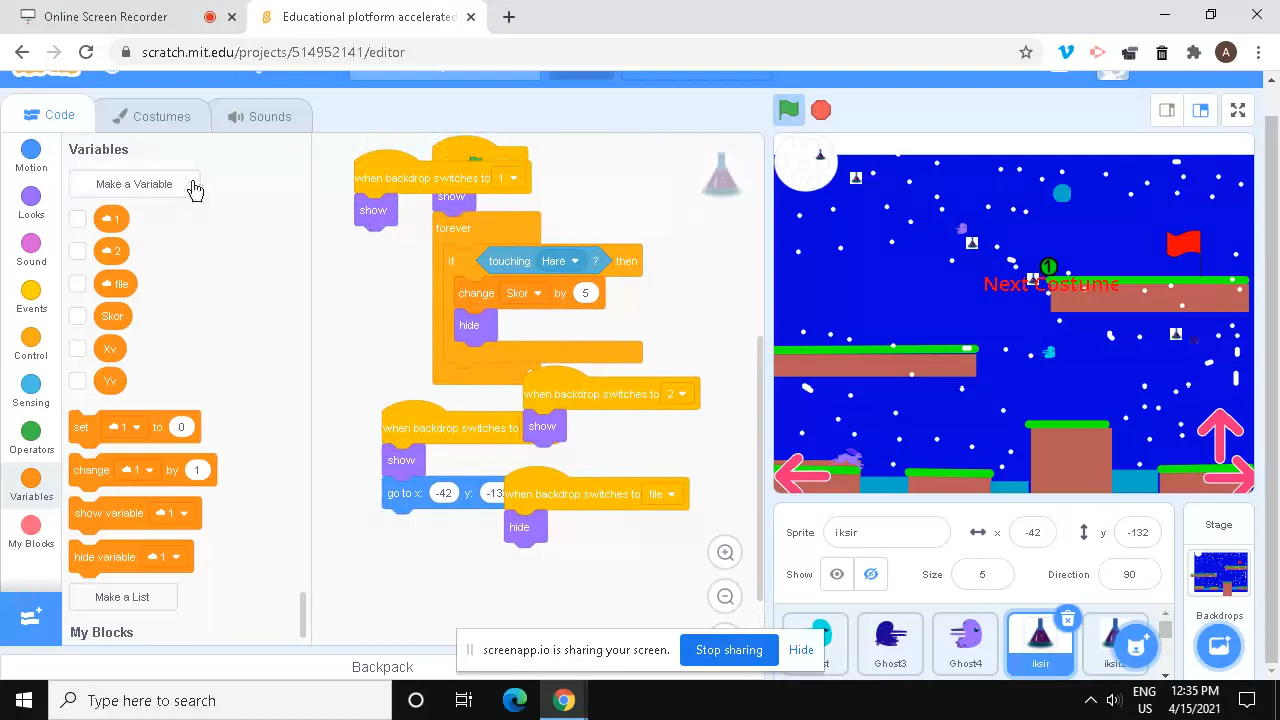 Online Screen Recorder
Educational plotform accelerated
scratch.mit.edu/projects/514952141/editor
A
Code
Costumes
Sounds
Motion
Looks
Sound
Events
Control
Sensing
Operators
Variables
My Blocks
Variables
Make a Variable
1
2
file
Skor
Xv
Yv
set 1 to 0
change 1 by 1
show variable 1
hide variable 1
Make a List
My Blocks
when backdrop switches to 1
show
show
forever
if touching Hare ? then
change Skor by 5
hide
when backdrop switches to 2
show
when backdrop switches to
show
go to x: -42 y: -13
when backdrop switches to file
hide
1
Next Costume
Sprite iksir x -42 y -132
Show Size 5 Direction 90
Ghost3
Ghost4
iksir
Stage
Backdrops
screenapp.io is sharing your screen. Stop sharing Hide
Backpack
Type here to search
ENG
US
12:35 PM
4/15/2021